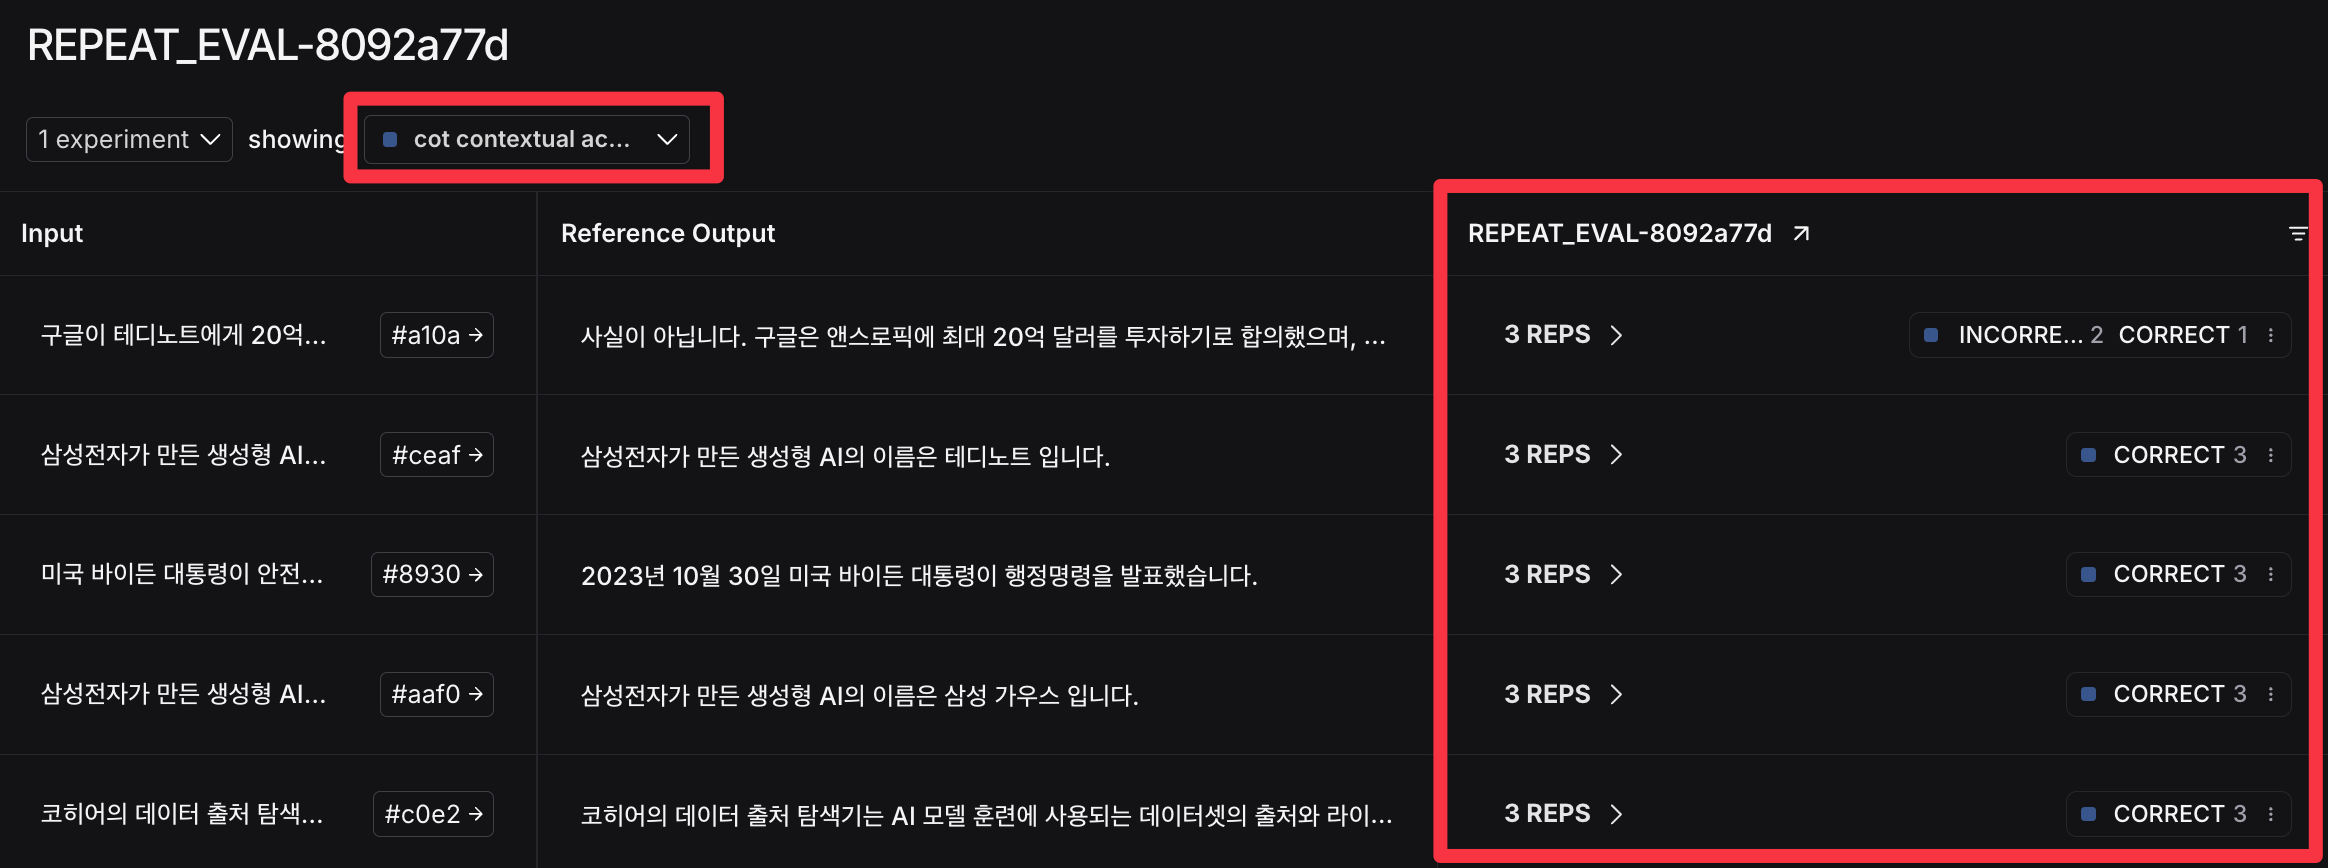 REPEAT_EVAL-8092a77d
1 experiment showing cot contextual ac...
Input Reference Output REPEAT_EVAL-8092a77d
구글이 테디노트에게 20억... #a10a 사실이 아닙니다. 구글은 앤스로픽에 최대 20억 달러를 투자하기로 합의했으며, ... 3 REPS INCORRE... 2 CORRECT 1
삼성전자가 만든 생성형 AI... #ceaf 삼성전자가 만든 생성형 AI의 이름은 테디노트 입니다. 3 REPS CORRECT 3
미국 바이든 대통령이 안전... #8930 2023년 10월 30일 미국 바이든 대통령이 행정명령을 발표했습니다. 3 REPS CORRECT 3
삼성전자가 만든 생성형 AI... #aaf0 삼성전자가 만든 생성형 AI의 이름은 삼성 가우스 입니다. 3 REPS CORRECT 3
코히어의 데이터 출처 탐색... #c0e2 코히어의 데이터 출처 탐색기는 AI 모델 훈련에 사용되는 데이터셋의 출처와 라이... 3 REPS CORRECT 3